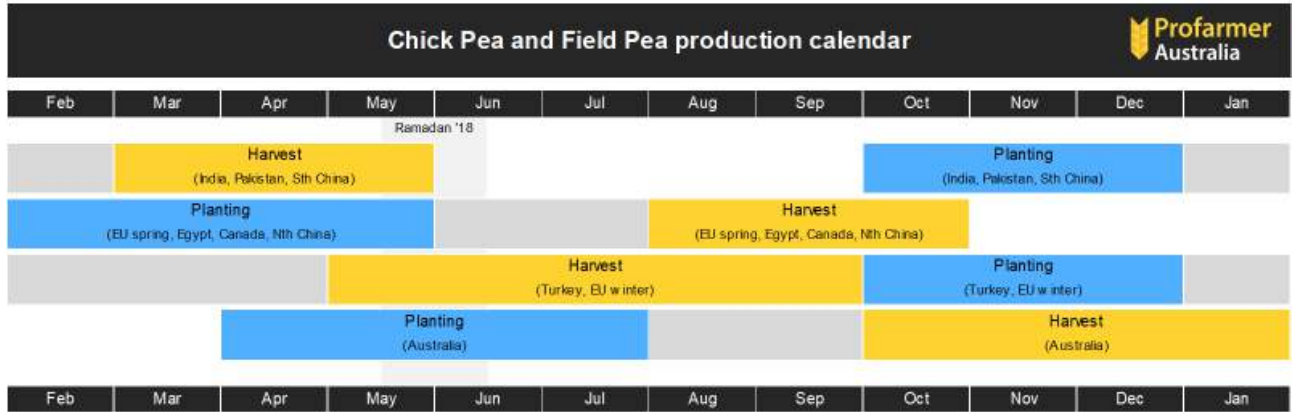 Chick Pea and Field Pea production calendar
Profarmer
Australia
Feb Mar Apr May Jun Jul Aug Sep Oct Nov Dec Jan
Ramadan '18
Harvest Planting
(India, Pakistan, Sth China) (India, Pakistan, Sth China)
Planting Harvest
(EU spring, Egypt, Canada, Nth China) (EU spring, Egypt, Canada, Nth China)
Harvest Planting
(Turkey, EU winter) (Turkey, EU winter)
Planting Harvest
(Australia) (Australia)
Feb Mar Apr May Jun Jul Aug Sep Oct Nov Dec Jan